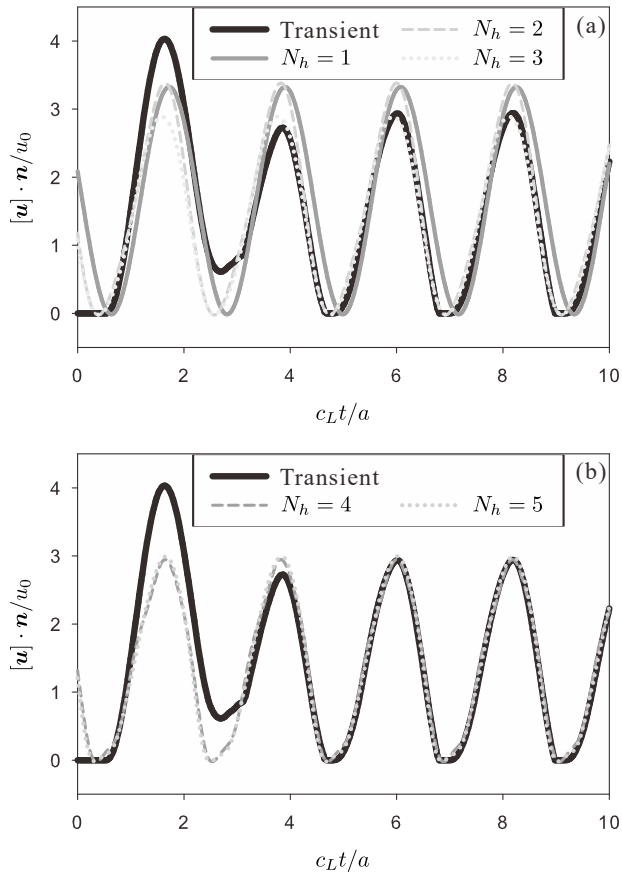 (a)
Transient
N_h = 2
N_h = 1
N_h = 3
4
3
2
1
0
[u] · n/u_0
0 2 4 6 8 10
c_L t/a
(b)
Transient
N_h = 4
N_h = 5
4
3
2
1
0
[u] · n/u_0
0 2 4 6 8 10
c_L t/a